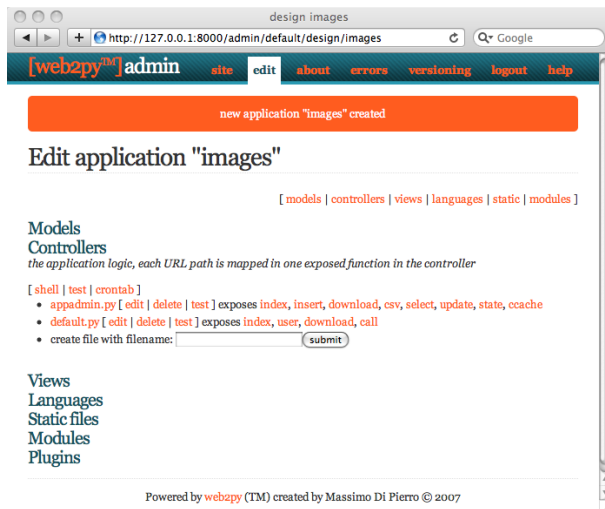 design images
http://127.0.0.1:8000/admin/default/design/images
Google
[web2py™]admin site edit about errors versioning logout help
new application "images" created
Edit application "images"
[ models | controllers | views | languages | static | modules ]
Models
Controllers
the application logic, each URL path is mapped in one exposed function in the controller
[ shell | test | crontab ]
appadmin.py [ edit | delete | test ] exposes index, insert, download, csv, select, update, state, ccache
default.py [ edit | delete | test ] exposes index, user, download, call
create file with filename: submit
Views
Languages
Static files
Modules
Plugins
Powered by web2py (TM) created by Massimo Di Pierro © 2007